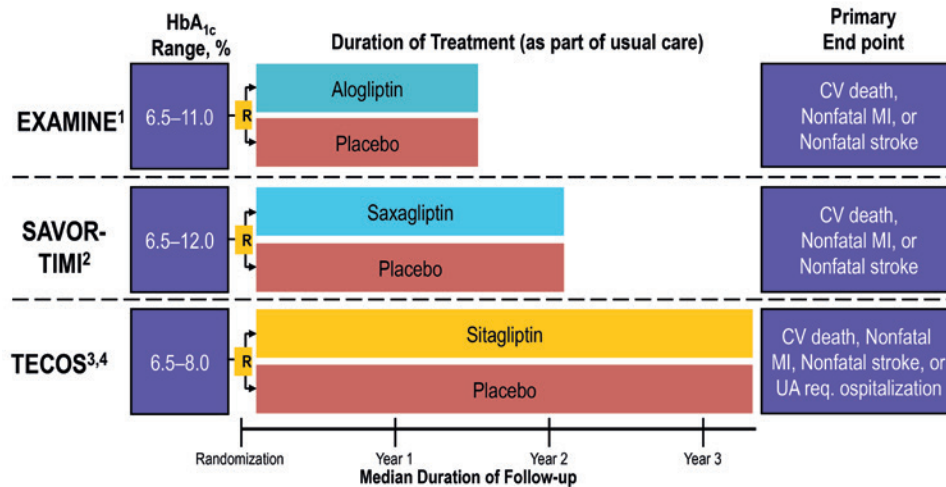 HbA1c
Range, %
Duration of Treatment (as part of usual care)
Primary
End point
EXAMINE1
6.5–11.0
R
Alogliptin
Placebo
CV death,
Nonfatal MI, or
Nonfatal stroke
SAVOR-
TIMI2
6.5–12.0
R
Saxagliptin
Placebo
CV death,
Nonfatal MI, or
Nonfatal stroke
TECOS3,4
6.5–8.0
R
Sitagliptin
Placebo
CV death, Nonfatal
MI, Nonfatal stroke, or
UA req. ospitalization
Randomization
Year 1
Year 2
Year 3
Median Duration of Follow-up